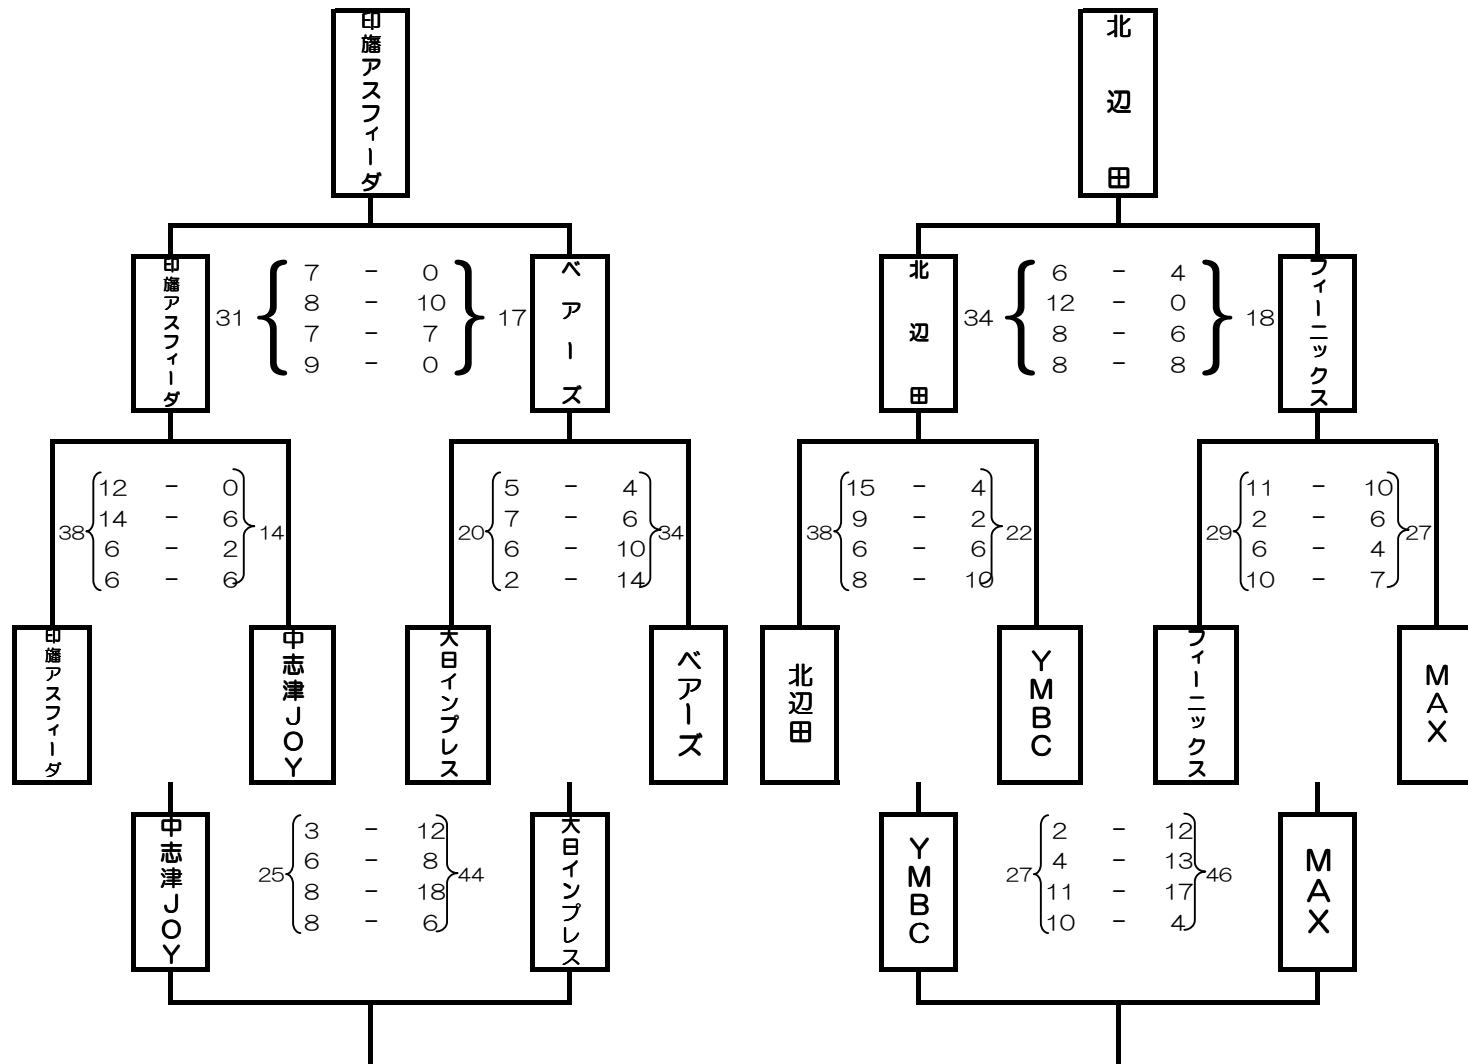 印旛アスフィーダ
北辺田
印旛アスフィーダ
31
7 - 0
8 - 10
7 - 7
9 - 0
17
ベアーズ
北辺田
34
6 - 4
12 - 0
8 - 6
8 - 8
18
フィーニックス
38
12 - 0
14 - 6
6 - 2
6 - 6
14
20
5 - 4
7 - 6
6 - 10
2 - 14
34
38
15 - 4
9 - 2
6 - 6
8 - 10
22
29
11 - 10
2 - 6
6 - 4
10 - 7
27
印旛アスフィーダ
中志津JOY
大日インプレス
ベアーズ
北辺田
YMBC
フィーニックス
MAX
中志津JOY
25
3 - 12
6 - 8
8 - 18
8 - 6
44
大日インプレス
YMBC
27
2 - 12
4 - 13
11 - 17
10 - 4
46
MAX